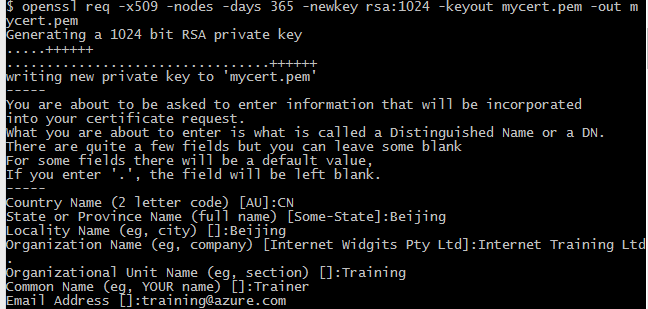 $ openssl req -x509 -nodes -days 365 -newkey rsa:1024 -keyout mycert.pem -out m
ycert.pem
Generating a 1024 bit RSA private key
.....++++++
.................................++++++
writing new private key to 'mycert.pem'
-----
You are about to be asked to enter information that will be incorporated
into your certificate request.
What you are about to enter is what is called a Distinguished Name or a DN.
There are quite a few fields but you can leave some blank
For some fields there will be a default value,
If you enter '.', the field will be left blank.
-----
Country Name (2 letter code) [AU]:CN
State or Province Name (full name) [Some-State]:Beijing
Locality Name (eg, city) []:Beijing
Organization Name (eg, company) [Internet Widgits Pty Ltd]:Internet Training Ltd
.
Organizational Unit Name (eg, section) []:Training
Common Name (eg, YOUR name) []:Trainer
Email Address []:training@azure.com